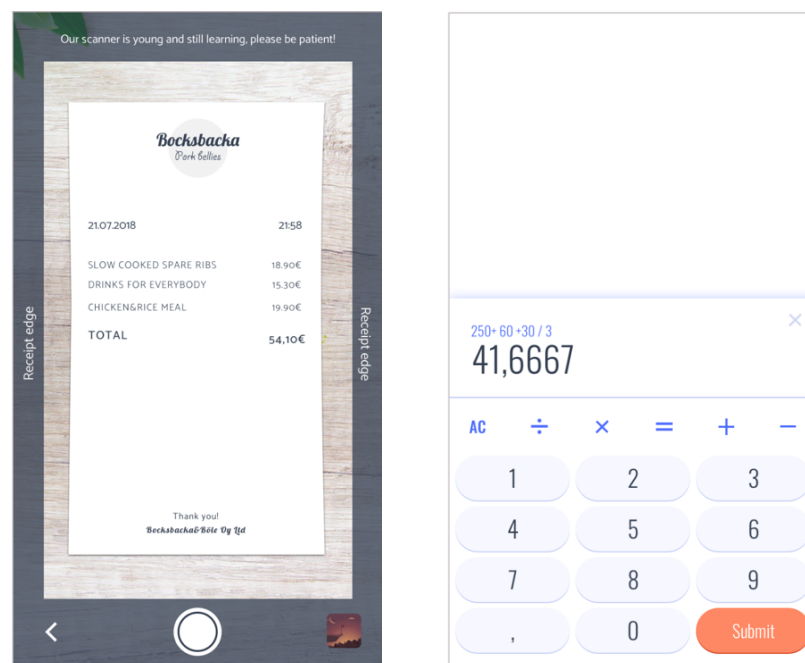 Our scanner is young and still learning, please be patient!
Bocksbacka
Pork Bellies
21.07.2018 21:58
SLOW COOKED SPARE RIBS 18.90€
DRINKS FOR EVERYBODY 15.30€
CHICKEN&RICE MEAL 19.90€
TOTAL 54,10€
Thank you!
Bocksbacka&Böle Oy Ltd
Receipt edge
Receipt edge
250+ 60 +30 / 3
41,6667
AC ÷ × = + −
1 2 3
4 5 6
7 8 9
, 0 Submit